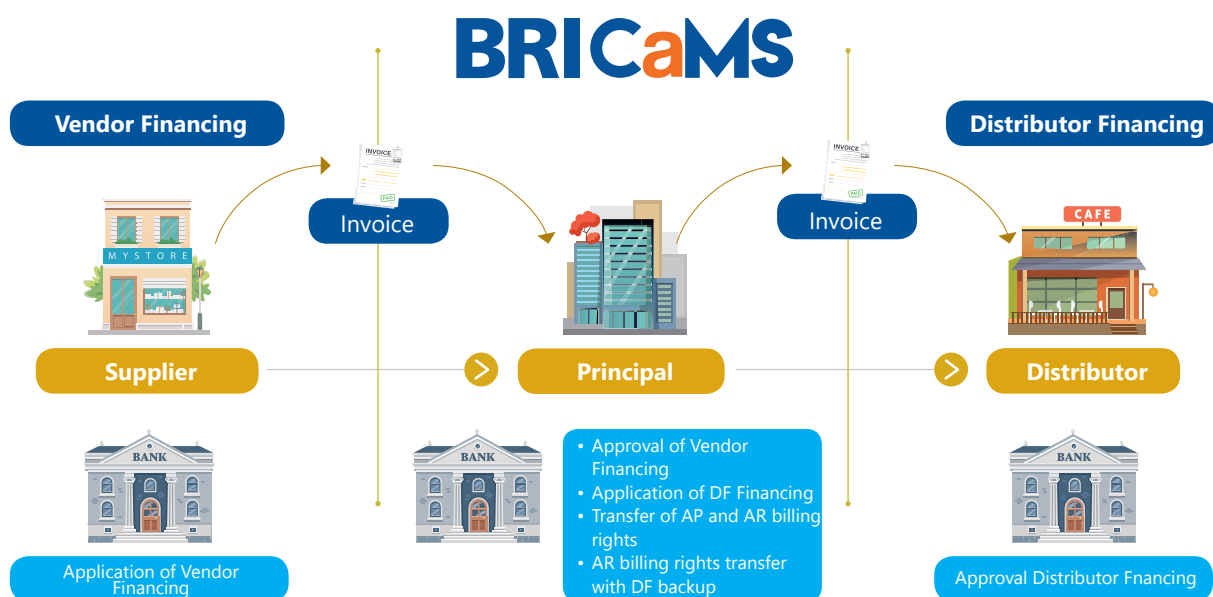 BRICaMS
Vendor Financing
Distributor Financing
INVOICE
PAID
Invoice
INVOICE
PAID
Invoice
MYSTORE
CAFE
Supplier
Principal
Distributor
BANK
BANK
BANK
Application of Vendor
Financing
• Approval of Vendor
Financing
• Application of DF Financing
• Transfer of AP and AR billing
rights
• AR billing rights transfer
with DF backup
Approval Distributor Fnancing